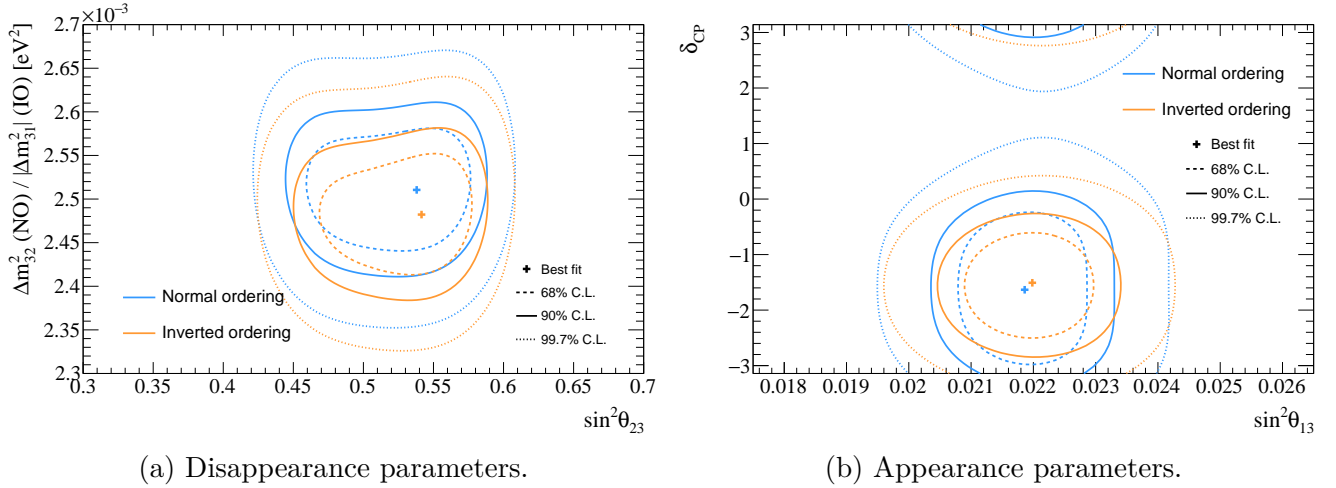 ×10⁻³
2.7
2.65
2.6
2.55
2.5
2.45
2.4
2.35
2.3
Δm²₃₂ (NO) / |Δm²₃₁| (IO) [eV²]
Normal ordering
Inverted ordering
Best fit
68% C.L.
90% C.L.
99.7% C.L.
0.3 0.35 0.4 0.45 0.5 0.55 0.6 0.65 0.7
sin²θ₂₃
(a) Disappearance parameters.
δCP
3
2
1
0
−1
−2
−3
Normal ordering
Inverted ordering
Best fit
68% C.L.
90% C.L.
99.7% C.L.
0.018 0.019 0.02 0.021 0.022 0.023 0.024 0.025 0.026
sin²θ₁₃
(b) Appearance parameters.